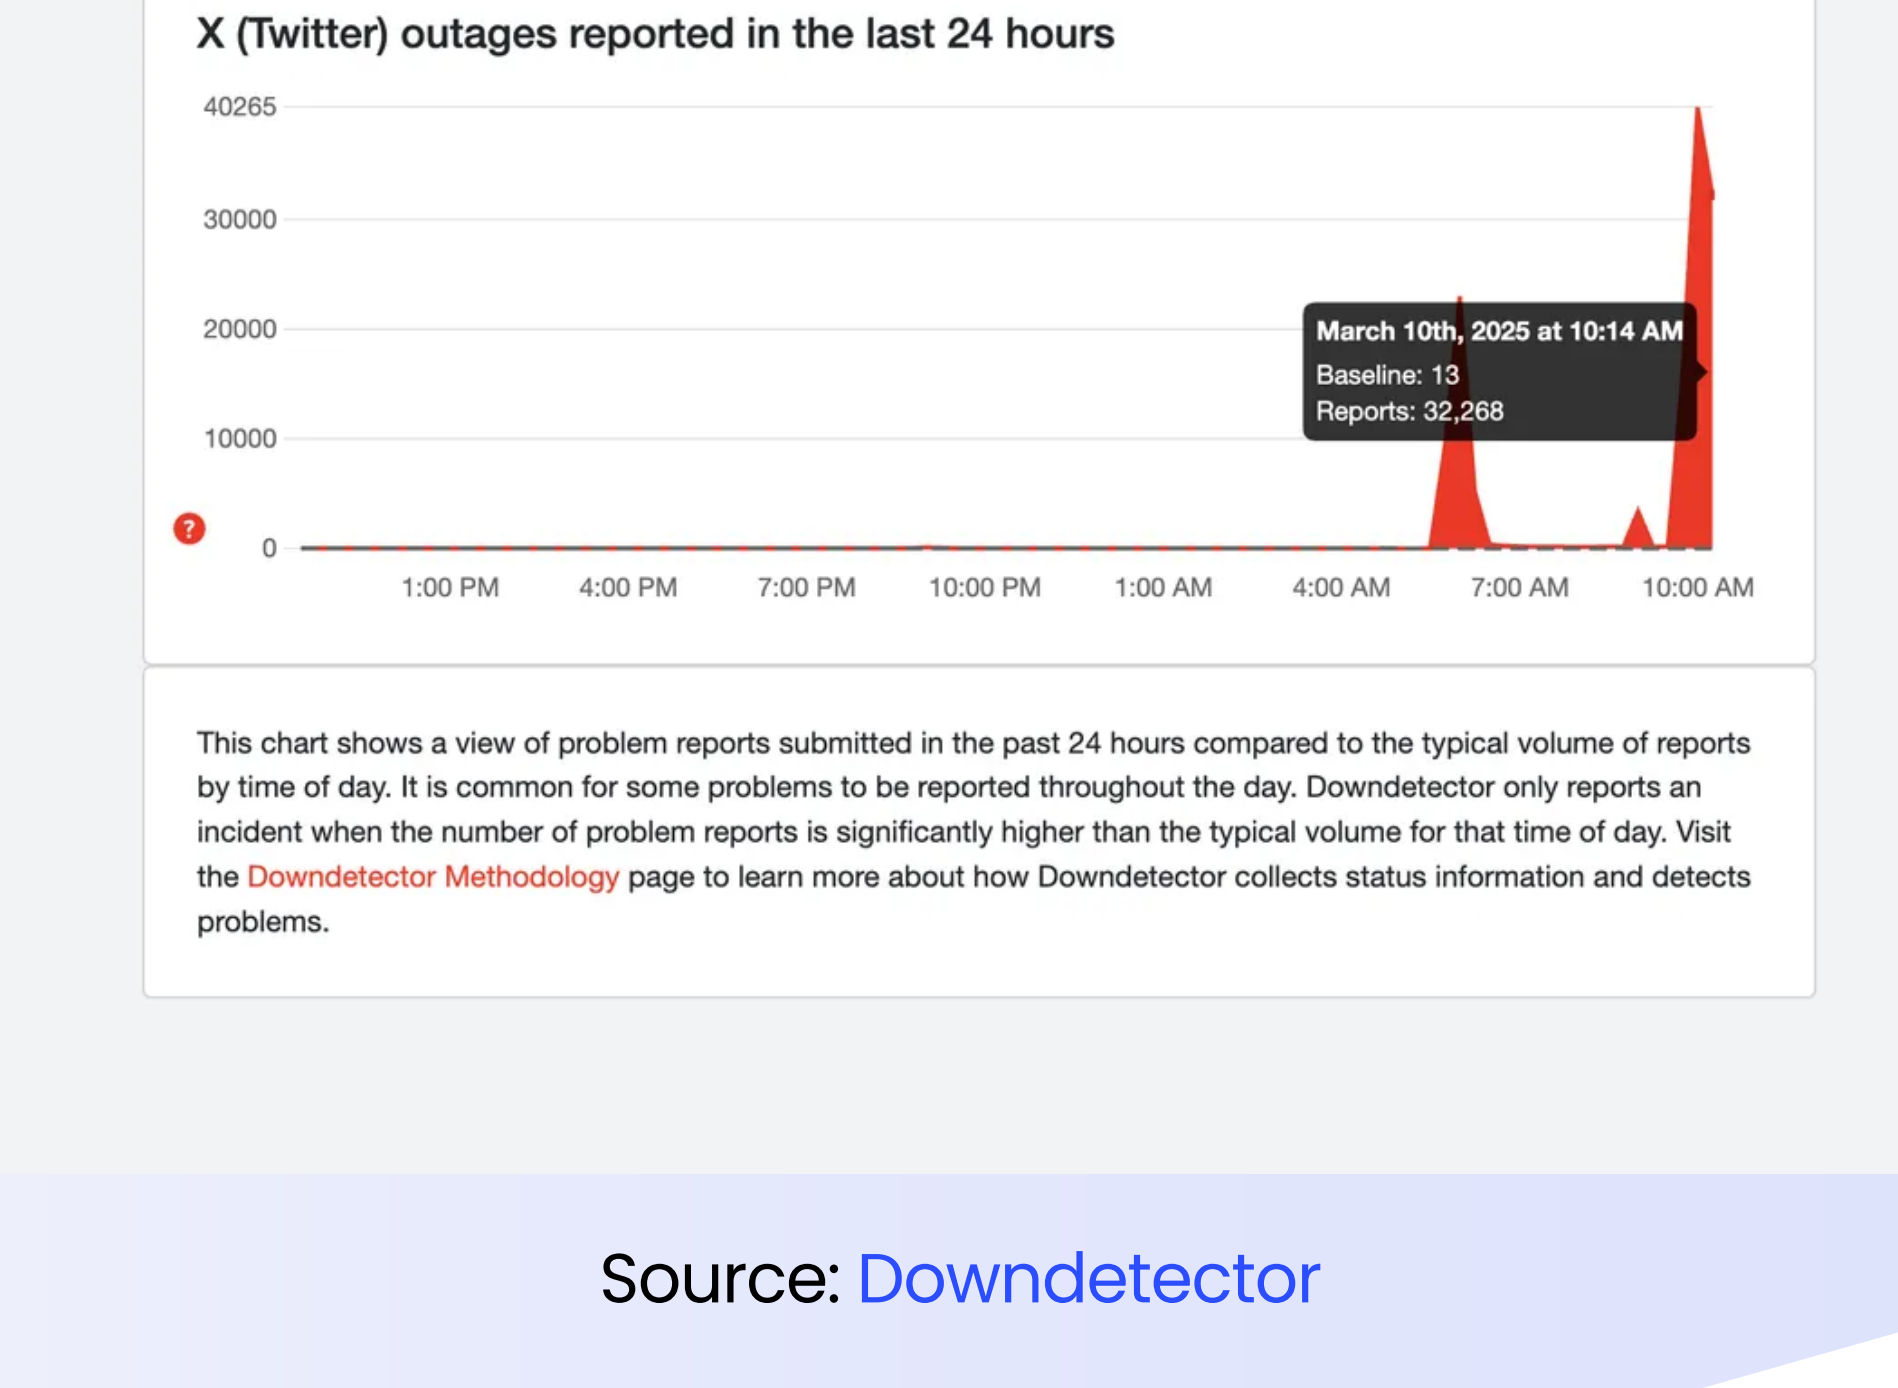 X (Twitter) outages reported in the last 24 hours
40265
30000
20000
10000
0
?
March 10th, 2025 at 10:14 AM
Baseline: 13
Reports: 32,268
1:00 PM 4:00 PM 7:00 PM 10:00 PM 1:00 AM 4:00 AM 7:00 AM 10:00 AM
This chart shows a view of problem reports submitted in the past 24 hours compared to the typical volume of reports
by time of day. It is common for some problems to be reported throughout the day. Downdetector only reports an
incident when the number of problem reports is significantly higher than the typical volume for that time of day. Visit
the Downdetector Methodology page to learn more about how Downdetector collects status information and detects
problems.
Source: Downdetector